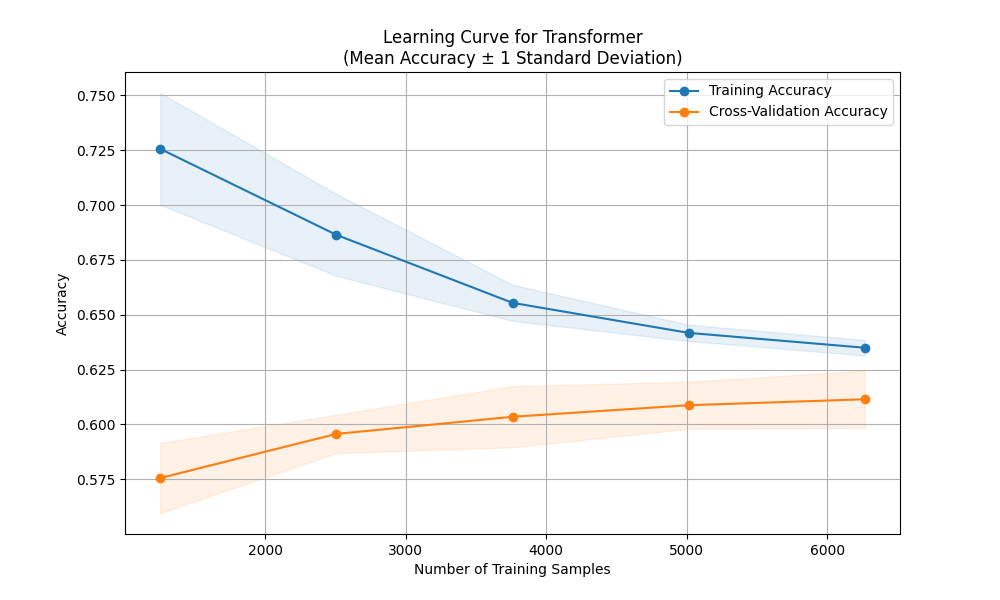 Learning Curve for Transformer
(Mean Accuracy ± 1 Standard Deviation)
Training Accuracy
Cross-Validation Accuracy
Accuracy
0.750
0.725
0.700
0.675
0.650
0.625
0.600
0.575
2000 3000 4000 5000 6000
Number of Training Samples